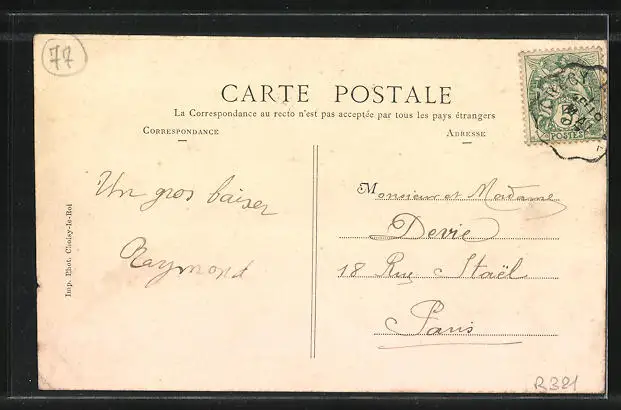 77
CARTE POSTALE
La Correspondance au recto n'est pas acceptée par tous les pays étrangers
CORRESPONDANCE
ADRESSE
POSTES
Un gros baiser
Raymond
Monsieur et Madame
Devie
18 Rue Staël
Paris
Imp. Ehot. Choisy-le-Roi
R321